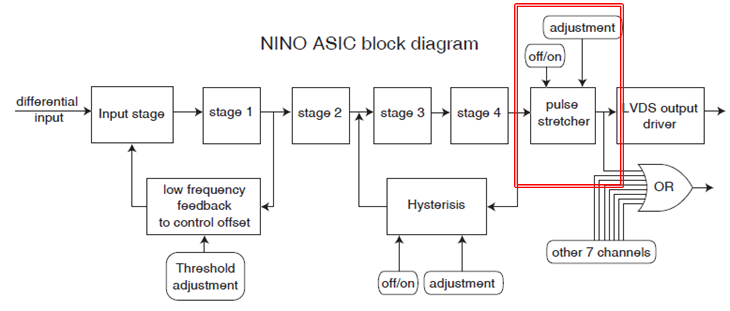 NINO ASIC block diagram
adjustment
off/on
differential
input
Input stage
stage 1
stage 2
stage 3
stage 4
pulse
stretcher
LVDS output
driver
low frequency
feedback
to control offset
Hysterisis
OR
Threshold
adjustment
off/on
adjustment
other 7 channels